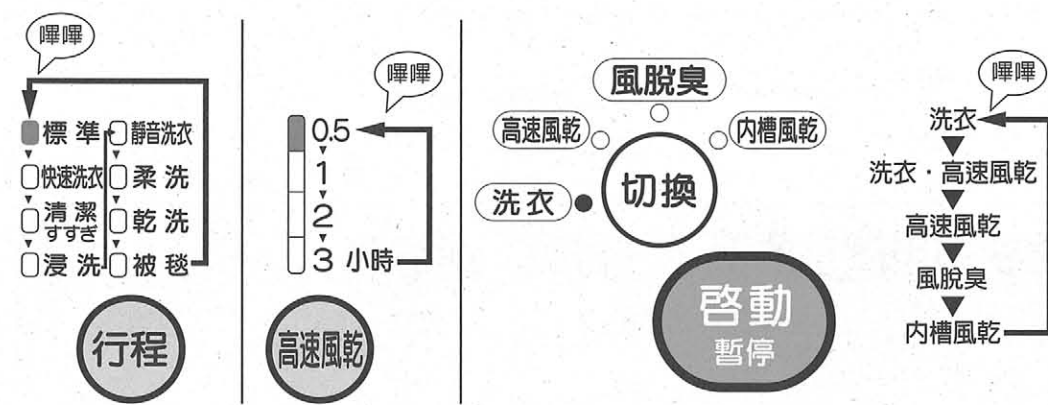 嗶嗶
標準
快速洗衣
清潔
すすぎ
浸洗
靜音洗衣
柔洗
乾洗
被毯
行程
嗶嗶
0.5
1
2
3 小時
高速風乾
風脫臭
高速風乾
內槽風乾
洗衣
切換
啓動
暫停
嗶嗶
洗衣
洗衣・高速風乾
高速風乾
風脫臭
內槽風乾